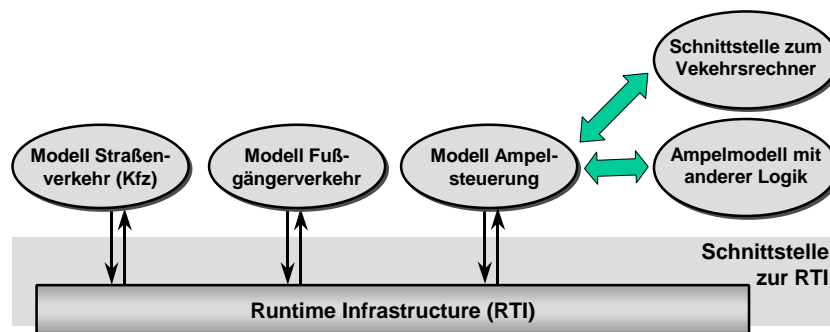 Schnittstelle zum
Vekehrsrechner
Modell Straßen-
verkehr (Kfz)
Modell Fuß-
gängerverkehr
Modell Ampel-
steuerung
Ampelmodell mit
anderer Logik
Schnittstelle
zur RTI
Runtime Infrastructure (RTI)